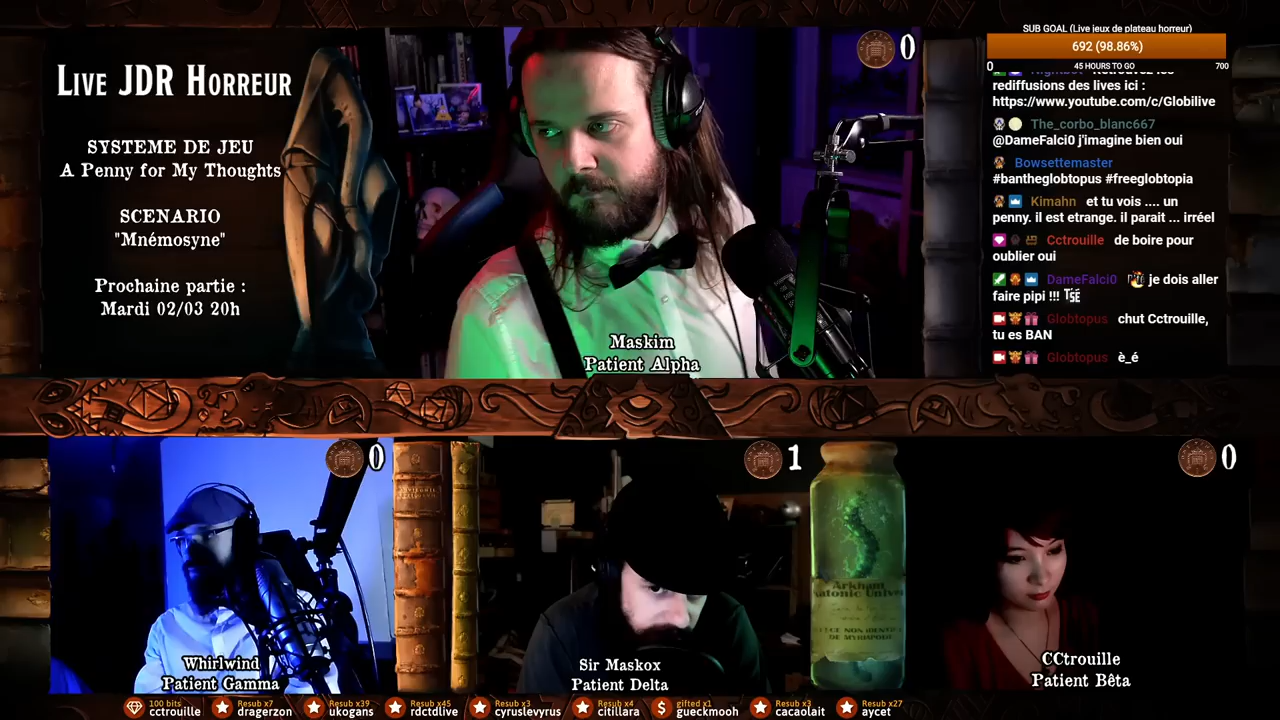 LIVE JDR HORREUR
SYSTEME DE JEU
A Penny for My Thoughts
SCENARIO
"Mnémosyne"
Prochaine partie :
Mardi 02/03 20h
0
Maskim
Patient Alpha
SUB GOAL (Live jeux de plateau horreur)
692 (98.86%)
0 45 HOURS TO GO 700
rediffusions des lives ici :
https://www.youtube.com/c/Globilive
The_corbo_blanc667
@DameFalci0 j'imagine bien oui
Bowsettemaster
#bantheglobtopus #freeglobtopia
Kimahn et tu vois .... un
penny. il est etrange. il parait ... irréel
Cctrouille de boire pour
oublier oui
DameFalci0 je dois aller
faire pipi !!!
Globtopus chut Cctrouille,
tu es BAN
Globtopus è_é
0
Whirlwind
Patient Gamma
1
Sir Maskox
Patient Delta
Arkham
0
CCtrouille
Patient Bêta
100 bits
cctrouille
Resub x7
dragerzon
Resub x39
ukogans
Resub x45
rdctdlive
Resub x3
cyruslevyrus
Resub x4
citillara
gifted x1
gueckmooh
Resub x3
cacaolait
Resub x27
aycet